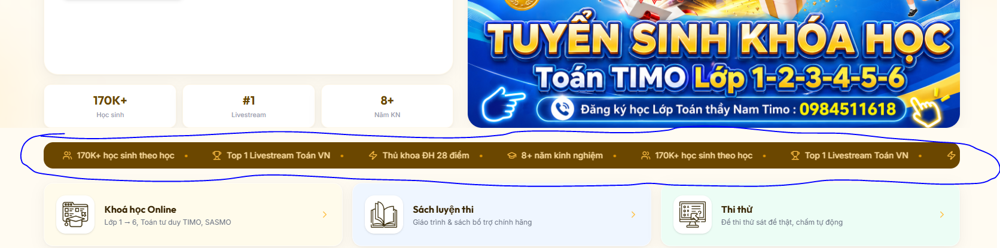 TUYỂN SINH KHÓA HỌC
Toán TIMO Lớp 1-2-3-4-5-6
Đăng ký học Lớp Toán thầy Nam Timo : 0984511618
170K+
Học sinh
#1
Livestream
8+
Năm KN
170K+ học sinh theo học • Top 1 Livestream Toán VN • Thủ khoa ĐH 28 điểm • 8+ năm kinh nghiệm • 170K+ học sinh theo học • Top 1 Livestream Toán VN •
Khoá học Online
Lớp 1 → 6, Toán tư duy TIMO, SASMO
Sách luyện thi
Giáo trình & sách bổ trợ chính hãng
Thi thử
Đề thi thử sát đề thật, chấm tự động